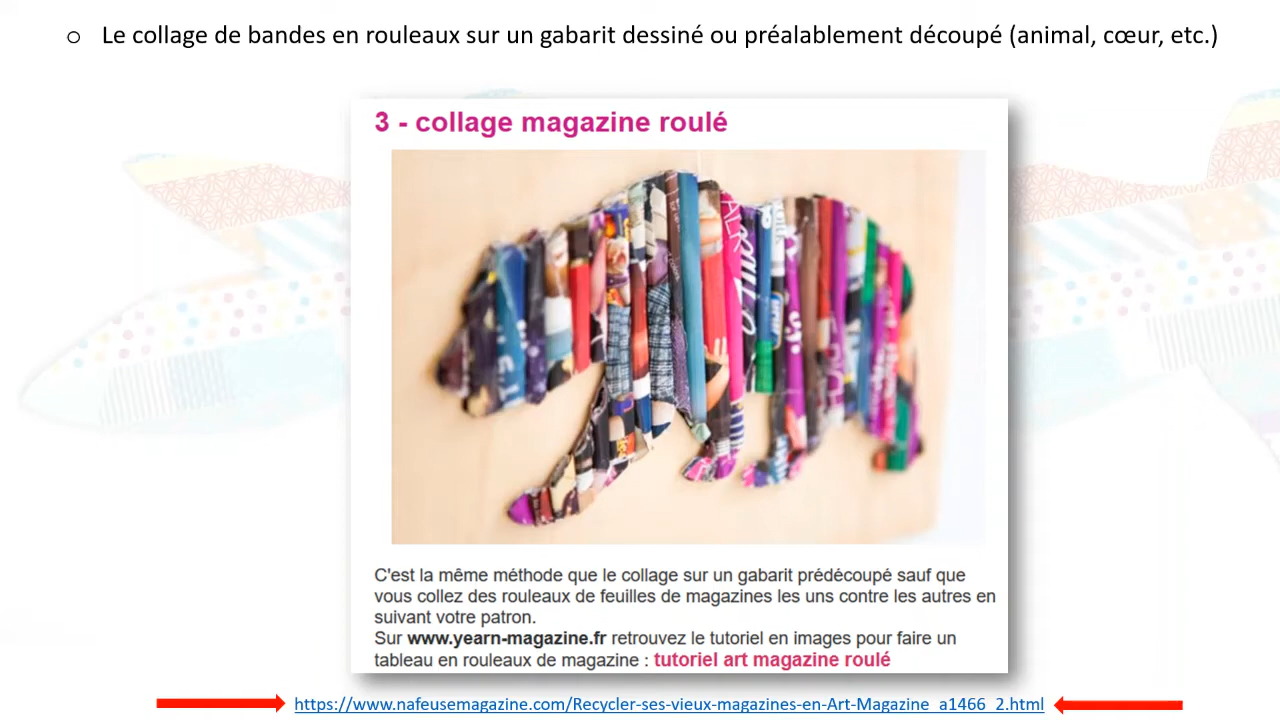 o Le collage de bandes en rouleaux sur un gabarit dessiné ou préalablement découpé (animal, cœur, etc.)
3 - collage magazine roulé
C'est la même méthode que le collage sur un gabarit prédécoupé sauf que
vous collez des rouleaux de feuilles de magazines les uns contre les autres en
suivant votre patron.
Sur www.yearn-magazine.fr retrouvez le tutoriel en images pour faire un
tableau en rouleaux de magazine : tutoriel art magazine roulé
https://www.nafeusemagazine.com/Recycler-ses-vieux-magazines-en-Art-Magazine_a1466_2.html